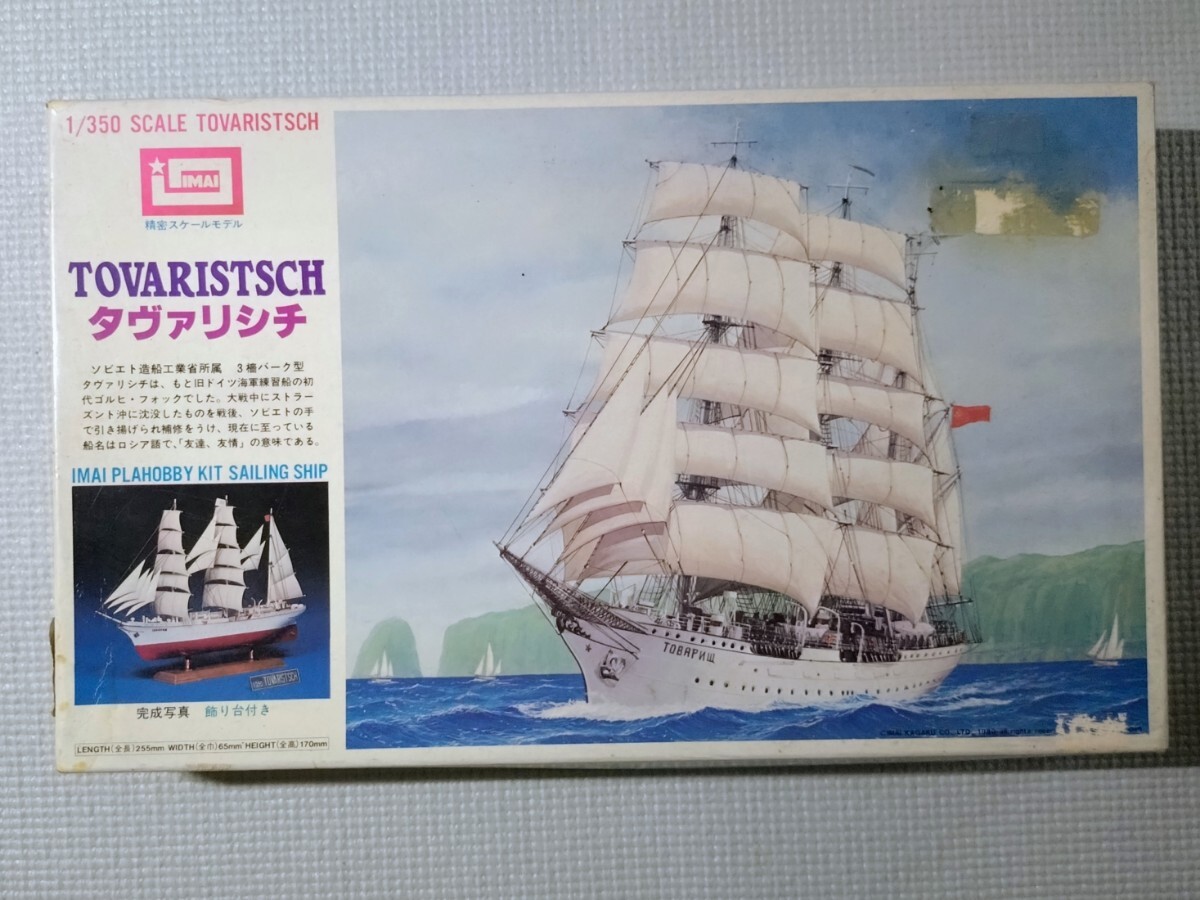 1/350 SCALE TOVARISTSCH
IMAI
精密スケールモデル
TOVARISTSCH
タヴァリシチ
ソビエト造船工業省所属 3檣バーク型
タヴァリシチは、もと旧ドイツ海軍練習船の初
代ゴルヒ・フォックでした。大戦中にストラー
ズント沖に沈没したものを戦後、ソビエトの手
で引き揚げられ補修をうけ、現在に至っている
船名はロシア語で、「友達、友情」の意味である。
IMAI PLAHOBBY KIT SAILING SHIP
TOVARISTSCH
完成写真 飾り台付き
LENGTH(全長)255mm WIDTH(全巾)65mm HEIGHT(全高)170mm
ТОВАРИЩ
IMAI KAGAKU CO., LTD.